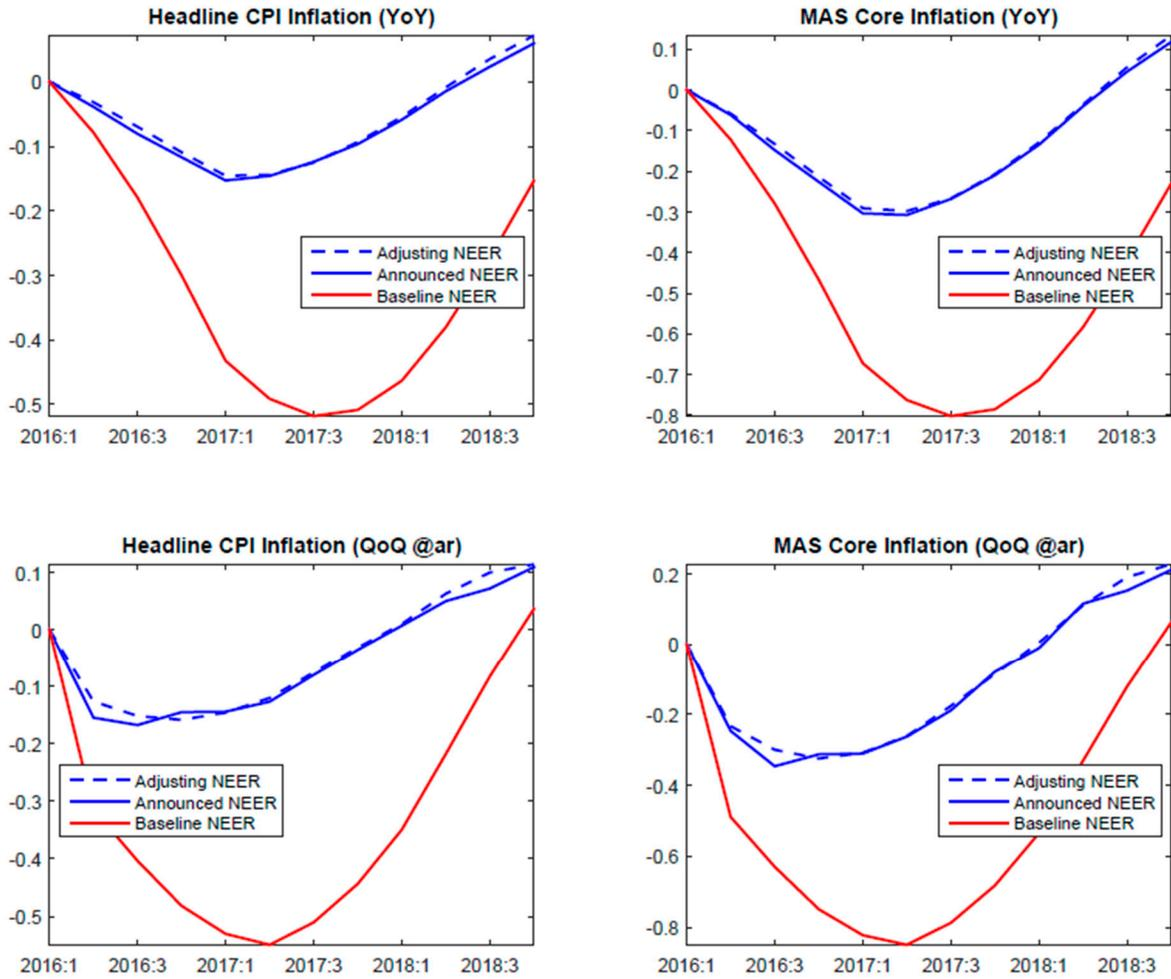 Headline CPI Inflation (YoY)
0
-0.1
-0.2
-0.3
-0.4
-0.5
Adjusting NEER
Announced NEER
Baseline NEER
2016:1 2016:3 2017:1 2017:3 2018:1 2018:3
MAS Core Inflation (YoY)
0.1
0
-0.1
-0.2
-0.3
-0.4
-0.5
-0.6
-0.7
-0.8
Adjusting NEER
Announced NEER
Baseline NEER
2016:1 2016:3 2017:1 2017:3 2018:1 2018:3
Headline CPI Inflation (QoQ @ar)
0.1
0
-0.1
-0.2
-0.3
-0.4
-0.5
Adjusting NEER
Announced NEER
Baseline NEER
2016:1 2016:3 2017:1 2017:3 2018:1 2018:3
MAS Core Inflation (QoQ @ar)
0.2
0
-0.2
-0.4
-0.6
-0.8
Adjusting NEER
Announced NEER
Baseline NEER
2016:1 2016:3 2017:1 2017:3 2018:1 2018:3